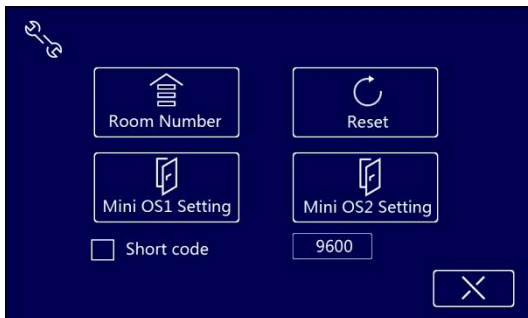 Room Number
Reset
Mini OS1 Setting
Mini OS2 Setting
Short code
9600